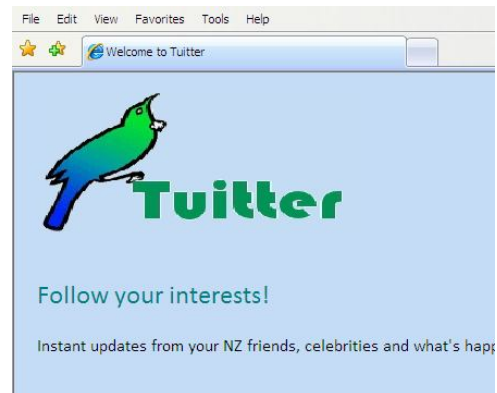 File Edit View Favorites Tools Help
Welcome to Tuitter
Tuitter
Follow your interests!
Instant updates from your NZ friends, celebrities and what's happ